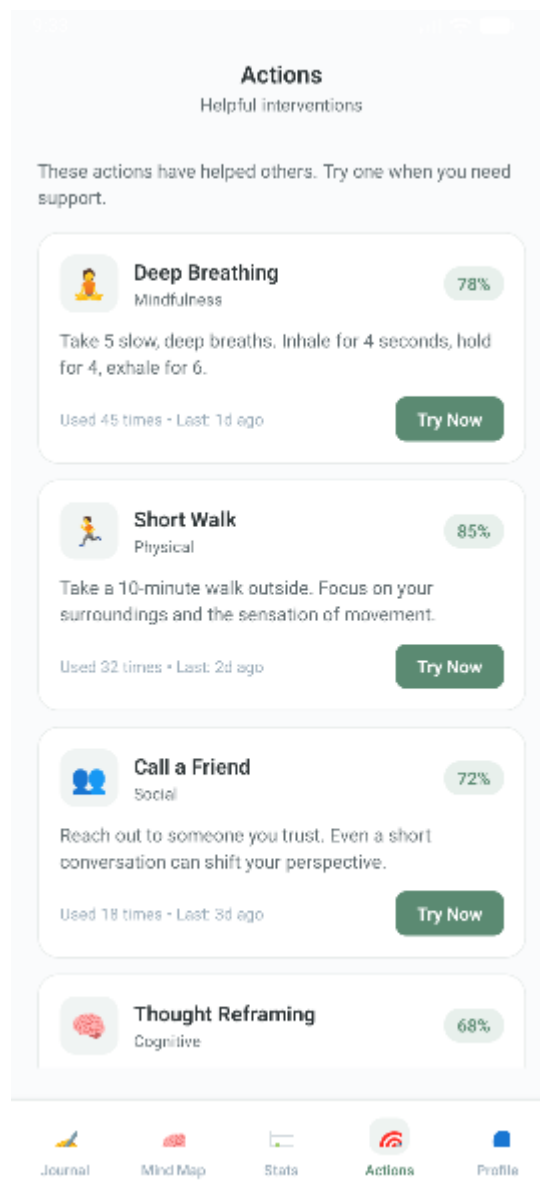 Actions
Helpful interventions
These actions have helped others. Try one when you need
support.
Deep Breathing
78%
Mindfulness
Take 5 slow, deep breaths. Inhale for 4 seconds, hold
for 4, exhale for 6.
Used 45 times • Last: 1d ago
Try Now
Short Walk
85%
Physical
Take a 10-minute walk outside. Focus on your
surroundings and the sensation of movement.
Used 32 times • Last: 2d ago
Try Now
Call a Friend
72%
Social
Reach out to someone you trust. Even a short
conversation can shift your perspective.
Used 18 times • Last: 3d ago
Try Now
Thought Reframing
68%
Cognitive
Journal Mind Map Stats Actions Profile